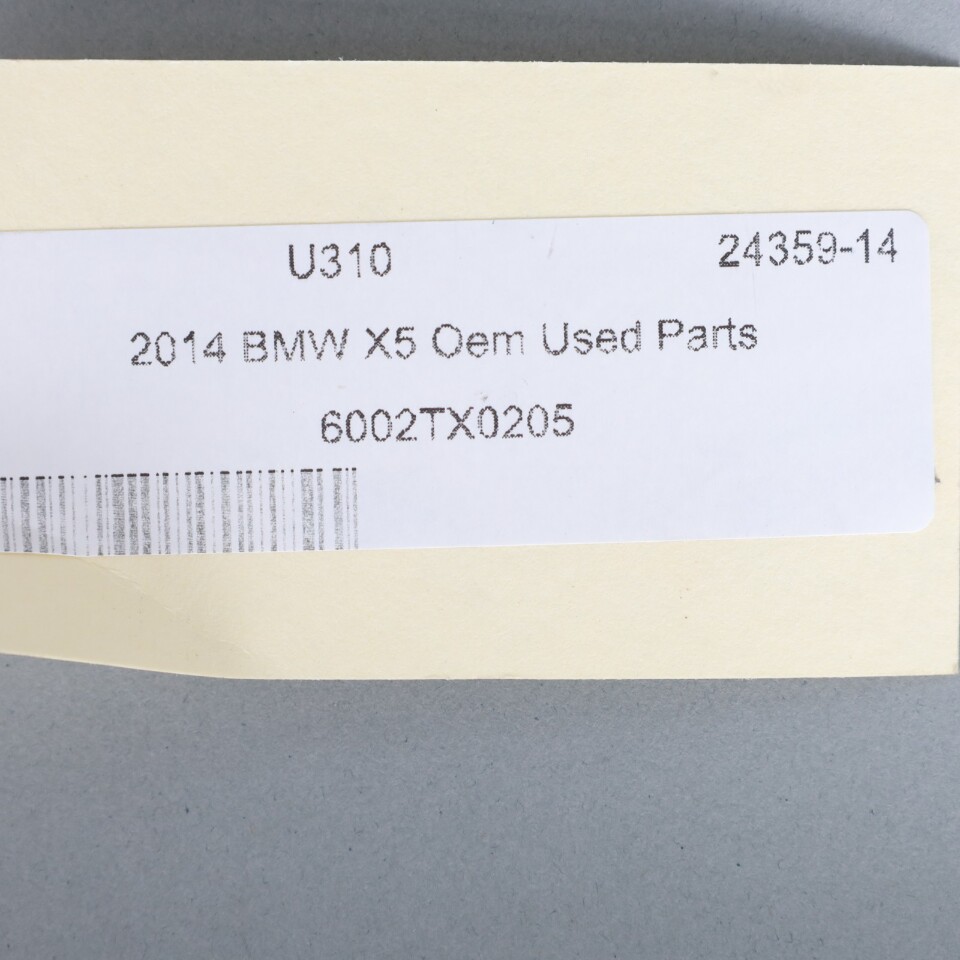 U310 24359-14
2014 BMW X5 Oem Used Parts
6002TX0205